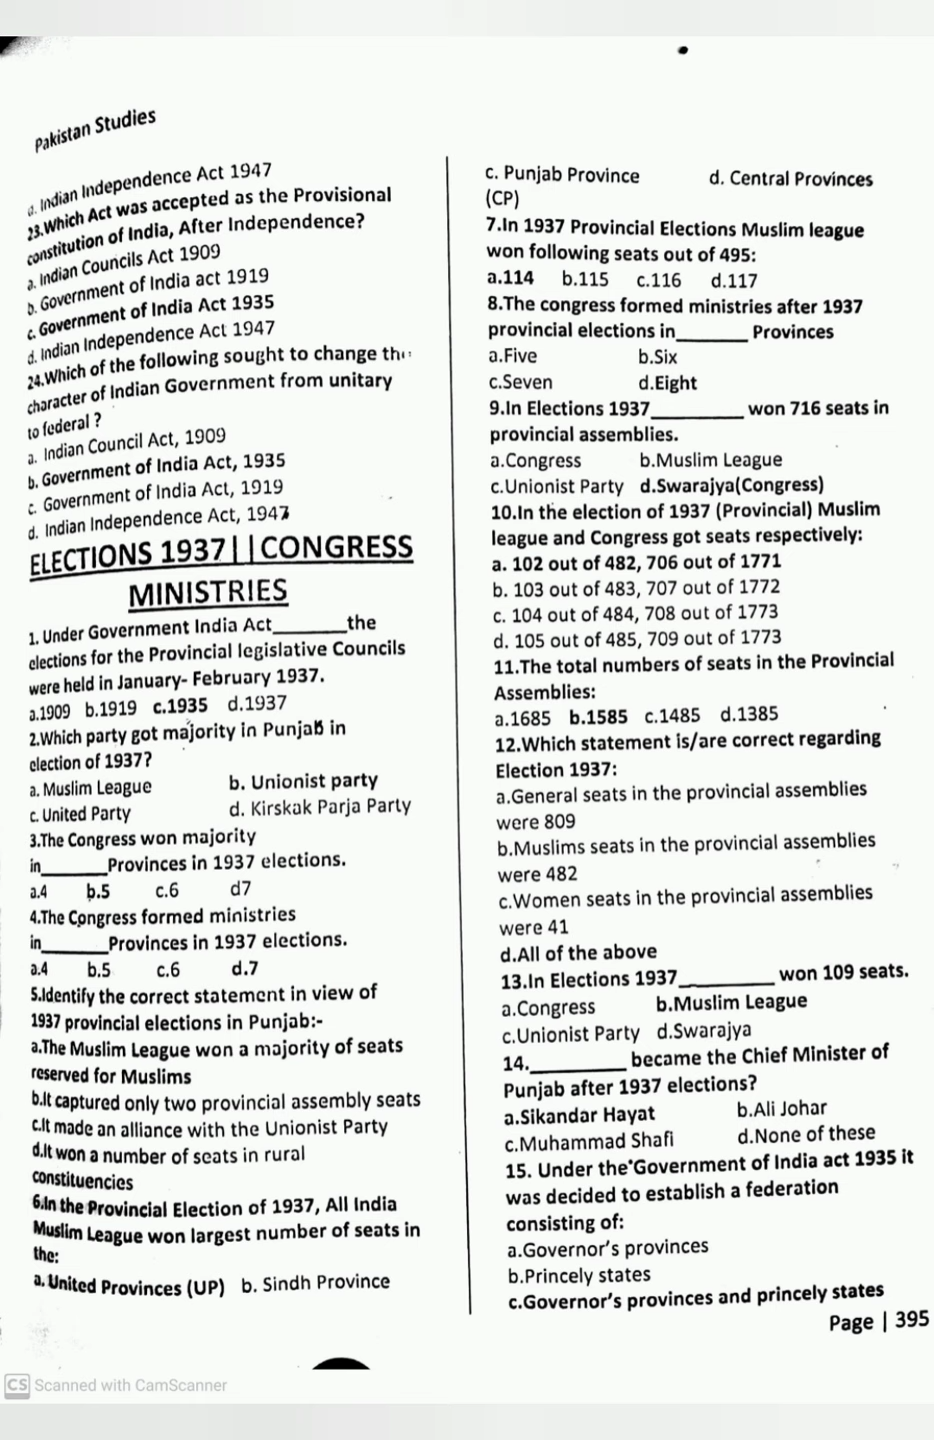 Pakistan Studies
d. Indian Independence Act 1947
23.Which Act was accepted as the Provisional
constitution of India, After Independence?
a. Indian Councils Act 1909
b. Government of India act 1919
c. Government of India Act 1935
d. Indian Independence Act 1947
24.Which of the following sought to change the
character of Indian Government from unitary
to federal ?
a. Indian Council Act, 1909
b. Government of India Act, 1935
c. Government of India Act, 1919
d. Indian Independence Act, 1947
ELECTIONS 1937||CONGRESS
MINISTRIES
1. Under Government India Act_______the
elections for the Provincial legislative Councils
were held in January- February 1937.
a.1909 b.1919 c.1935 d.1937
2.Which party got majority in Punjab in
election of 1937?
a. Muslim League b. Unionist party
c. United Party d. Kirskak Parja Party
3.The Congress won majority
in_______Provinces in 1937 elections.
a.4 b.5 c.6 d7
4.The Congress formed ministries
in_______Provinces in 1937 elections.
a.4 b.5 c.6 d.7
5.Identify the correct statement in view of
1937 provincial elections in Punjab:-
a.The Muslim League won a majority of seats
reserved for Muslims
b.It captured only two provincial assembly seats
c.It made an alliance with the Unionist Party
d.It won a number of seats in rural
constituencies
6.In the Provincial Election of 1937, All India
Muslim League won largest number of seats in
the:
a. United Provinces (UP) b. Sindh Province
c. Punjab Province d. Central Provinces
(CP)
7.In 1937 Provincial Elections Muslim league
won following seats out of 495:
a.114 b.115 c.116 d.117
8.The congress formed ministries after 1937
provincial elections in_______ Provinces
a.Five b.Six
c.Seven d.Eight
9.In Elections 1937_________ won 716 seats in
provincial assemblies.
a.Congress b.Muslim League
c.Unionist Party d.Swarajya(Congress)
10.In the election of 1937 (Provincial) Muslim
league and Congress got seats respectively:
a. 102 out of 482, 706 out of 1771
b. 103 out of 483, 707 out of 1772
c. 104 out of 484, 708 out of 1773
d. 105 out of 485, 709 out of 1773
11.The total numbers of seats in the Provincial
Assemblies:
a.1685 b.1585 c.1485 d.1385
12.Which statement is/are correct regarding
Election 1937:
a.General seats in the provincial assemblies
were 809
b.Muslims seats in the provincial assemblies
were 482
c.Women seats in the provincial assemblies
were 41
d.All of the above
13.In Elections 1937_________ won 109 seats.
a.Congress b.Muslim League
c.Unionist Party d.Swarajya
14._________ became the Chief Minister of
Punjab after 1937 elections?
a.Sikandar Hayat b.Ali Johar
c.Muhammad Shafi d.None of these
15. Under the Government of India act 1935 it
was decided to establish a federation
consisting of:
a.Governor's provinces
b.Princely states
c.Governor's provinces and princely states
Page | 395
CS Scanned with CamScanner